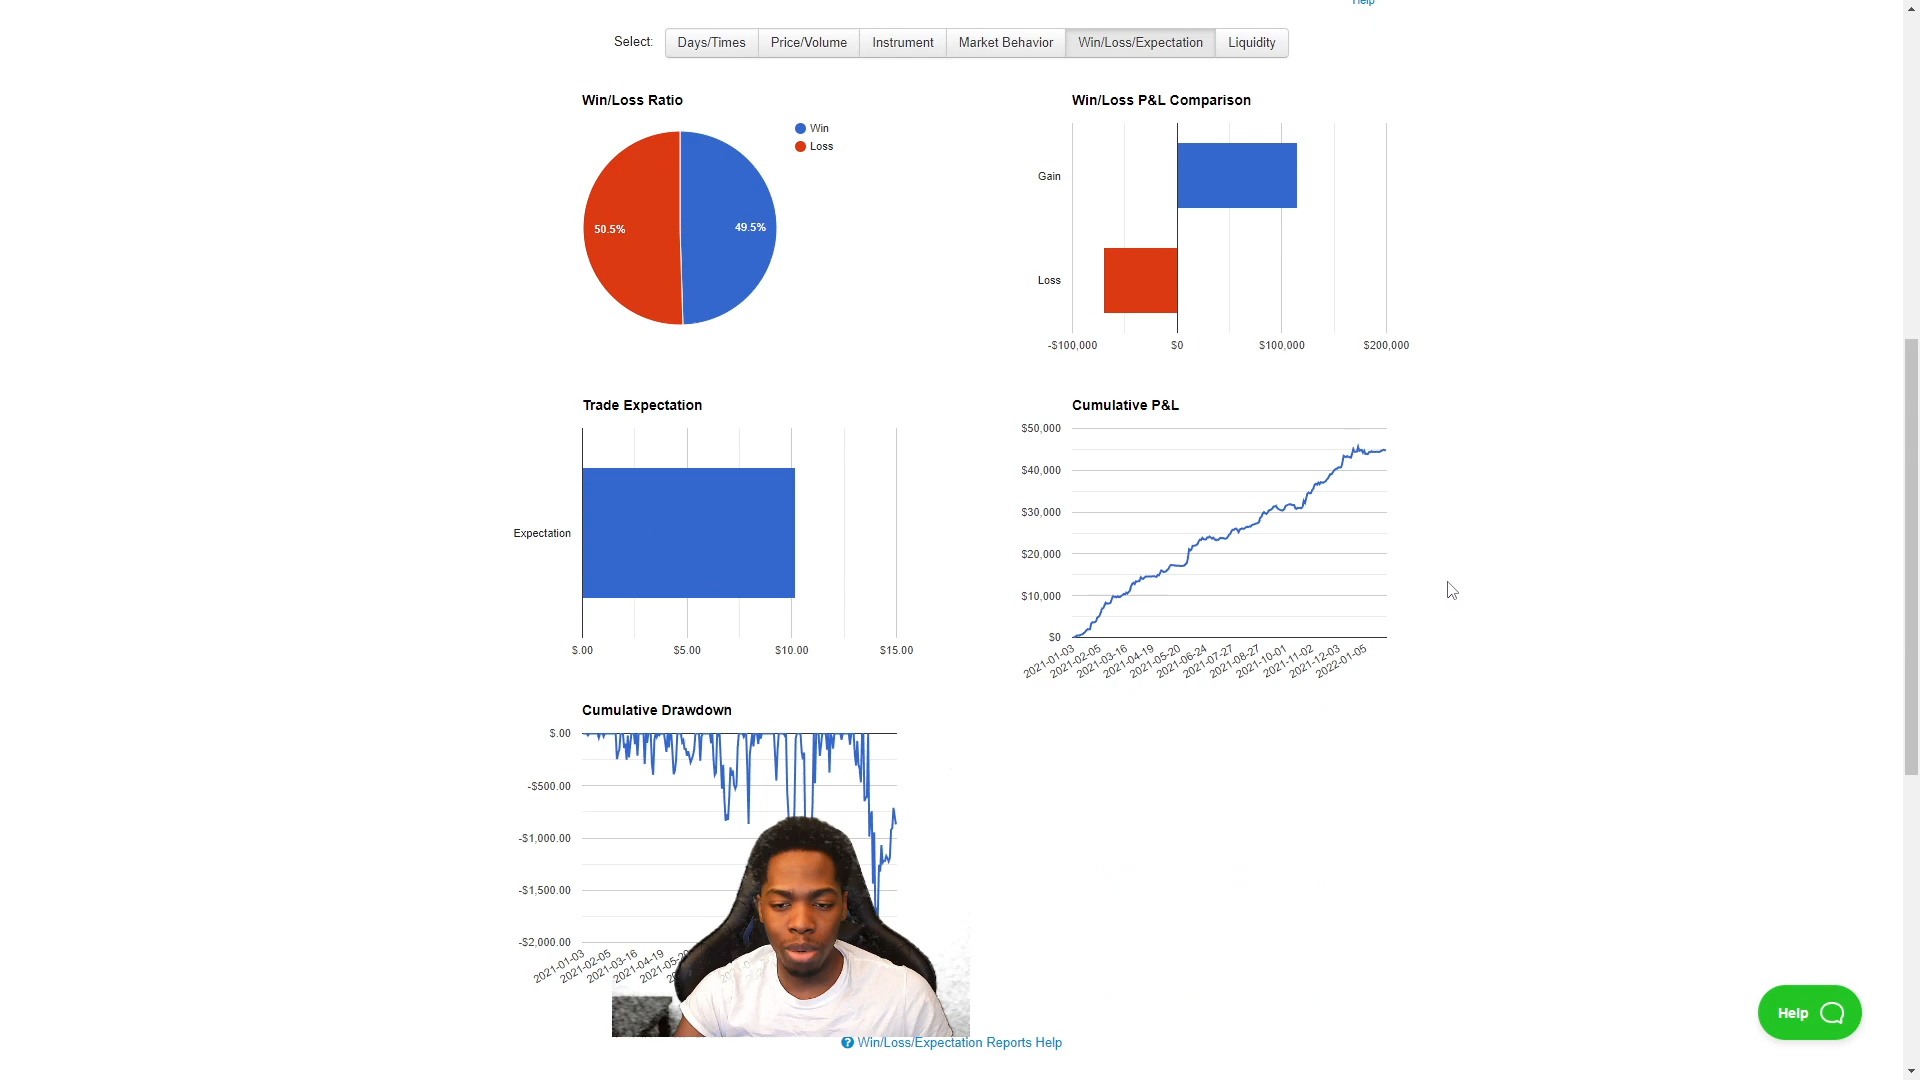 Help
Select: Days/Times Price/Volume Instrument Market Behavior Win/Loss/Expectation Liquidity
Win/Loss Ratio
Win
Loss
50.5%
49.5%
Win/Loss P&L Comparison
Gain
Loss
-$100,000 $0 $100,000 $200,000
Trade Expectation
Expectation
$.00 $5.00 $10.00 $15.00
Cumulative P&L
$50,000
$40,000
$30,000
$20,000
$10,000
$0
2021-01-03 2021-02-05 2021-03-16 2021-04-19 2021-05-20 2021-06-24 2021-07-27 2021-08-27 2021-10-01 2021-11-02 2021-12-03 2022-01-05
Cumulative Drawdown
$.00
-$500.00
-$1,000.00
-$1,500.00
-$2,000.00
2021-01-03 2021-02-05 2021-03-16 2021-04-19
Win/Loss/Expectation Reports Help
Help